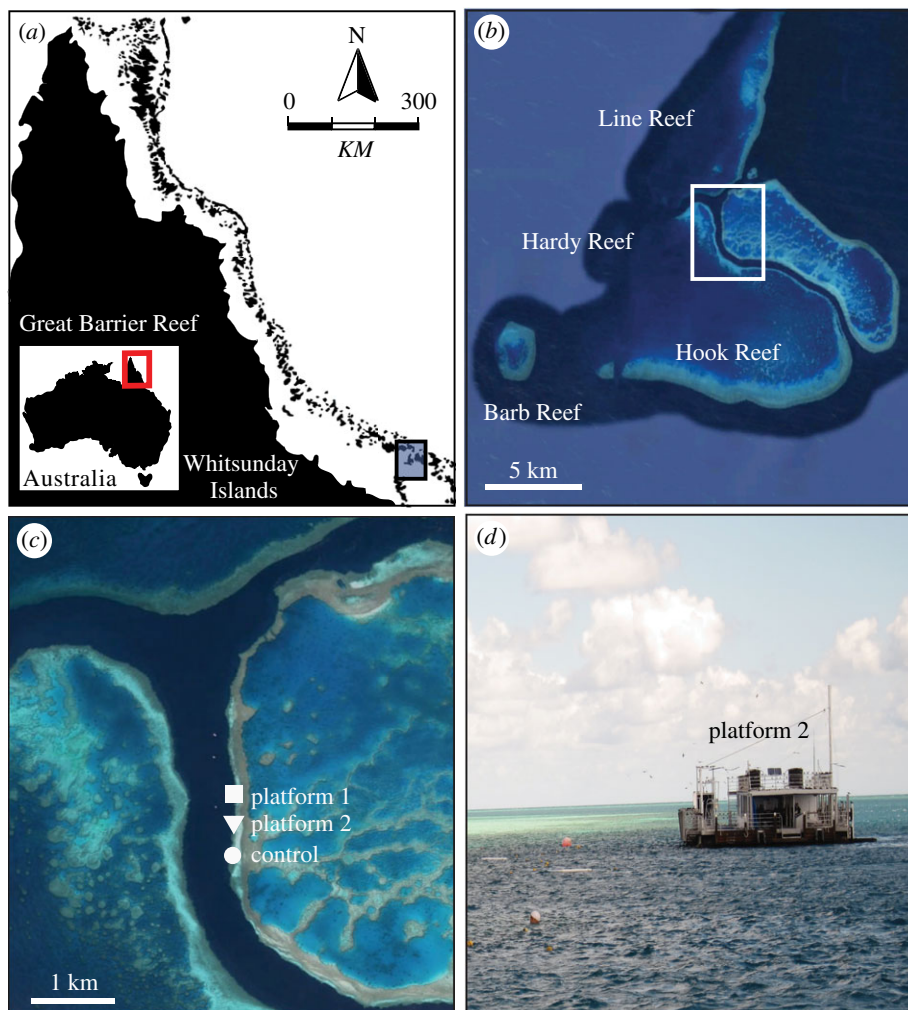 (a)
N
0 300
KM
Great Barrier Reef
Australia
Whitsunday
Islands
(b)
Line Reef
Hardy Reef
Hook Reef
Barb Reef
5 km
(c)
platform 1
platform 2
control
1 km
(d)
platform 2